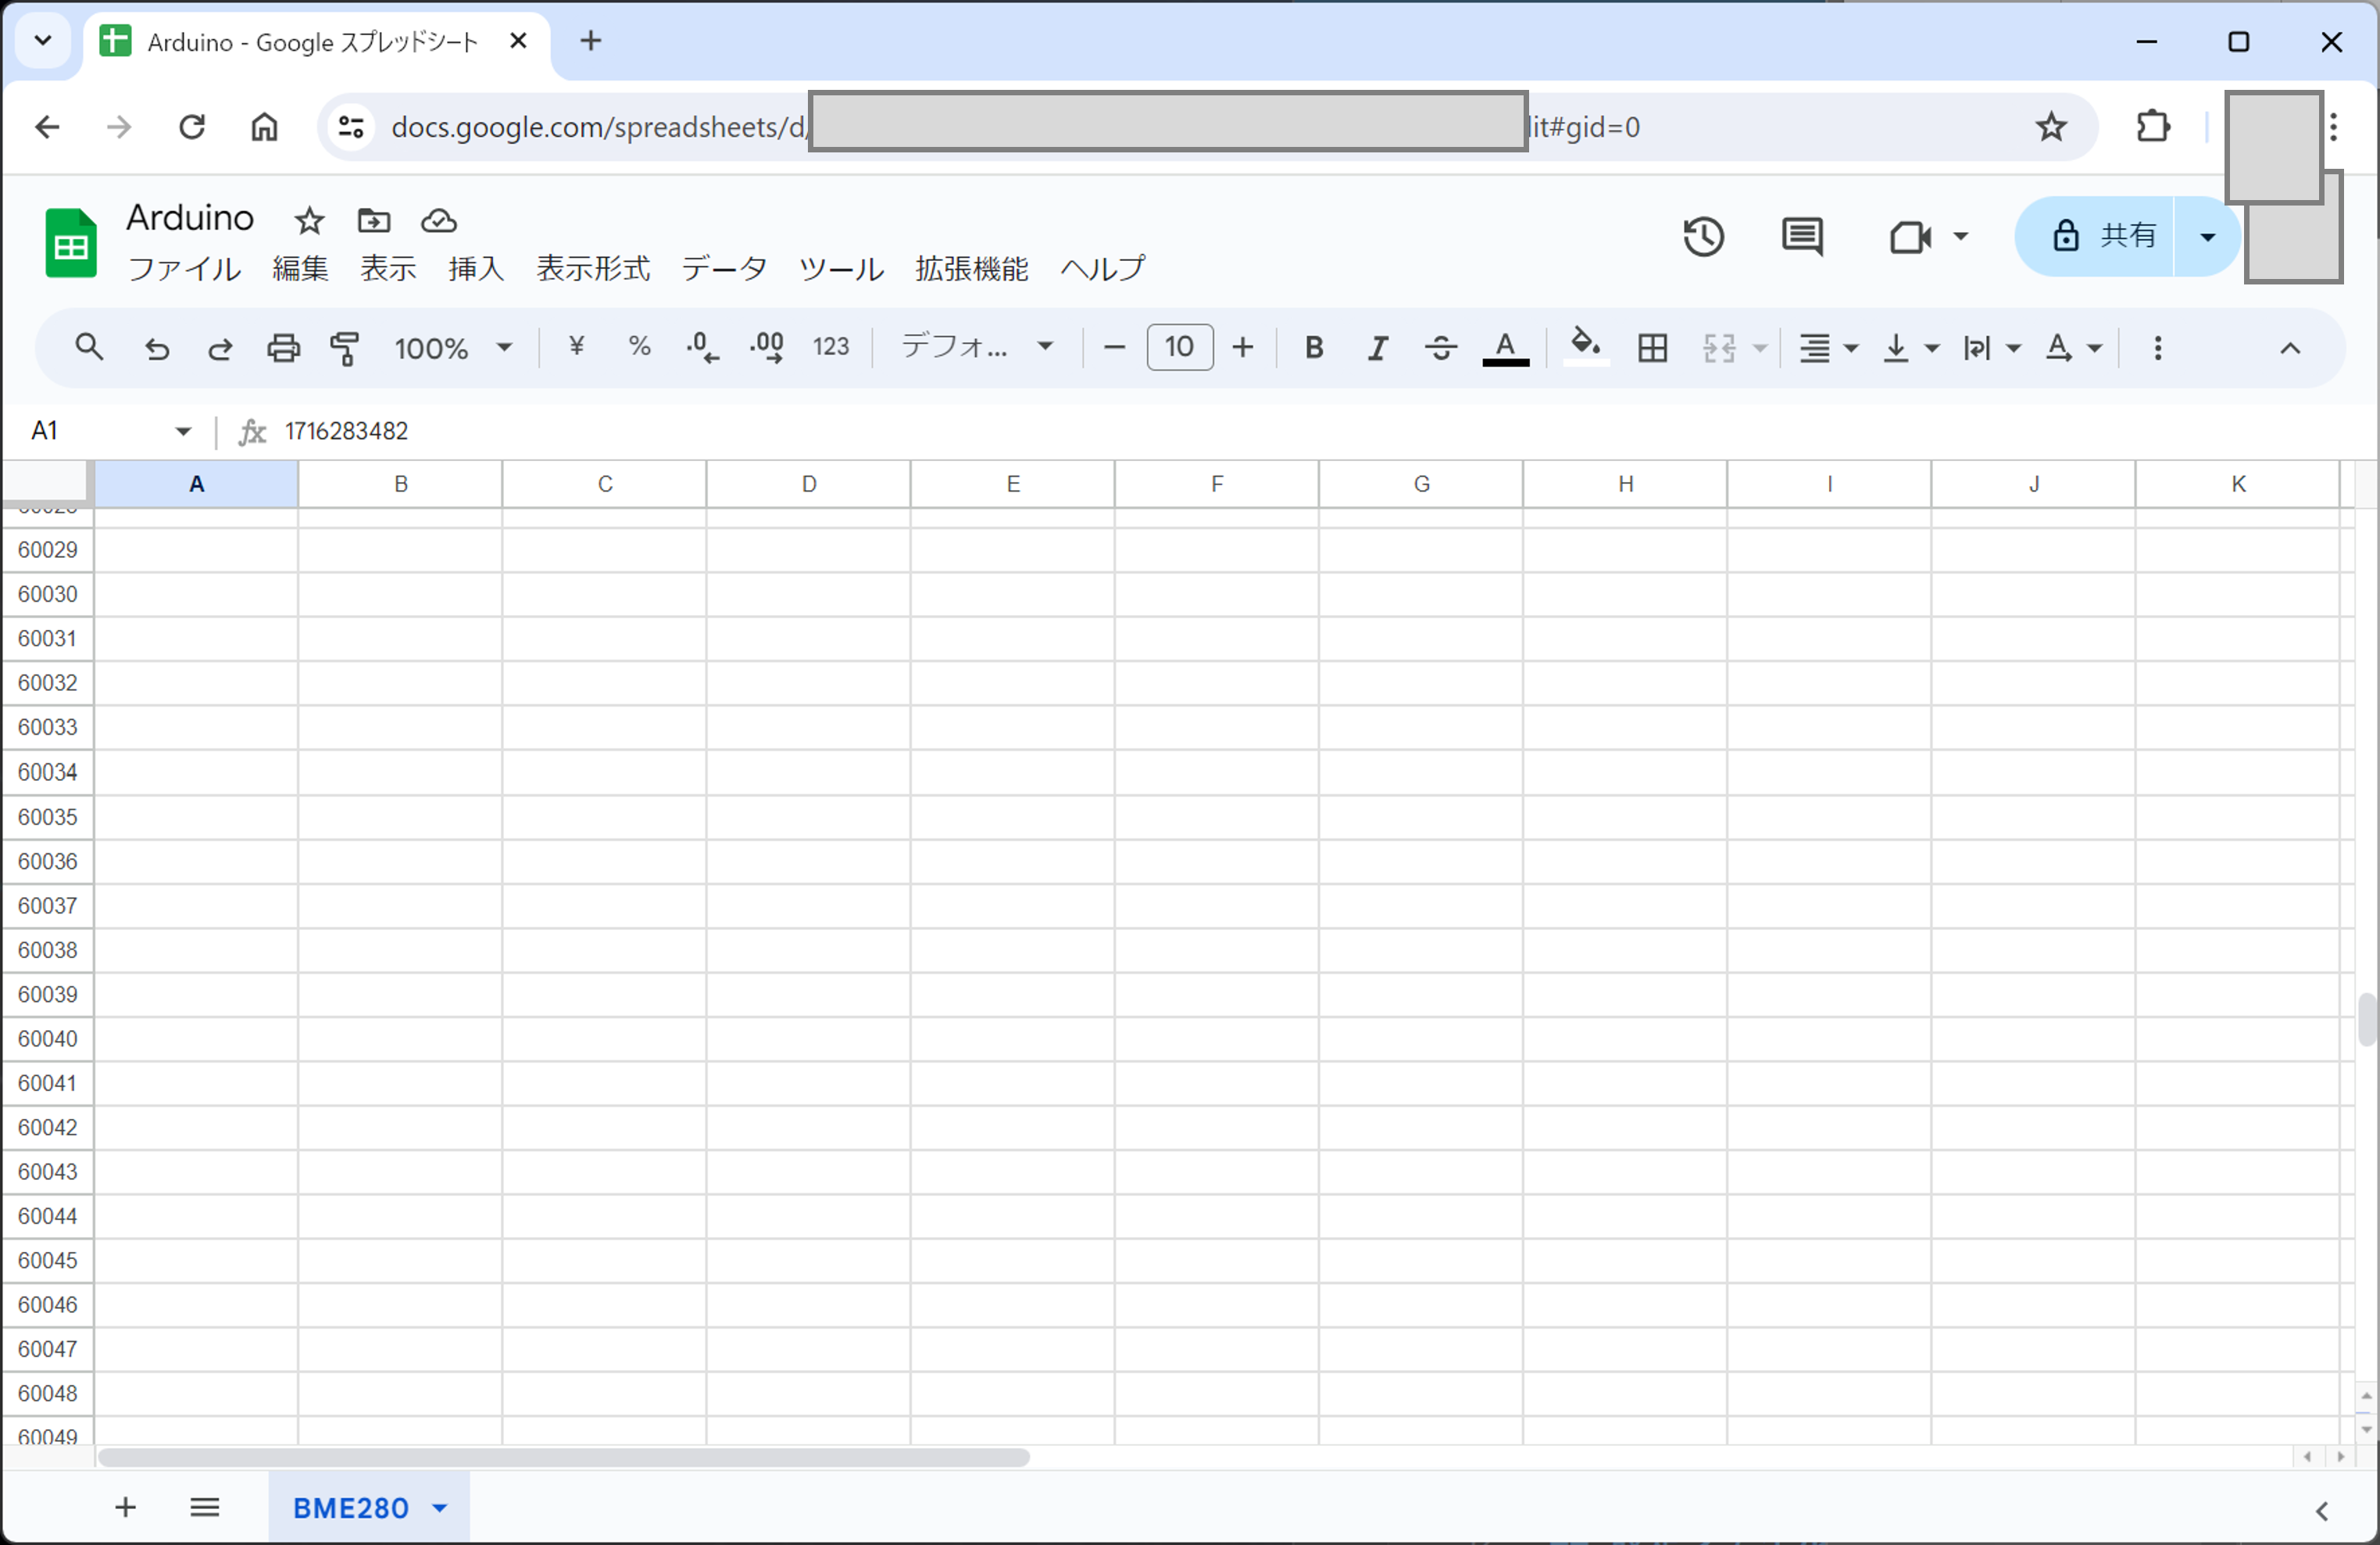 Arduino - Google スプレッドシート
docs.google.com/spreadsheets/d/ lit#gid=0
Arduino
ファイル 編集 表示 挿入 表示形式 データ ツール 拡張機能 ヘルプ
共有
100% ¥ % .0 .00 123 デフォ... 10 B I S A A
A1 fx 1716283482
A B C D E F G H I J K
60028
60029
60030
60031
60032
60033
60034
60035
60036
60037
60038
60039
60040
60041
60042
60043
60044
60045
60046
60047
60048
60049
BME280